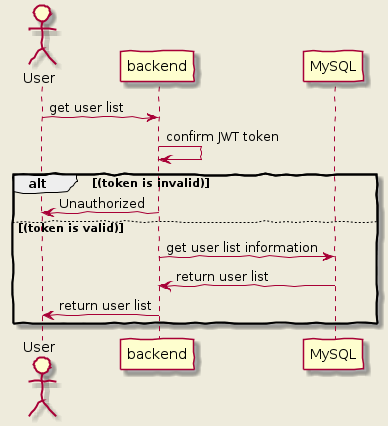 User
backend
MySQL
get user list
confirm JWT token
alt
[(token is invalid)]
Unauthorized
[(token is valid)]
get user list information
return user list
return user list
User
backend
MySQL